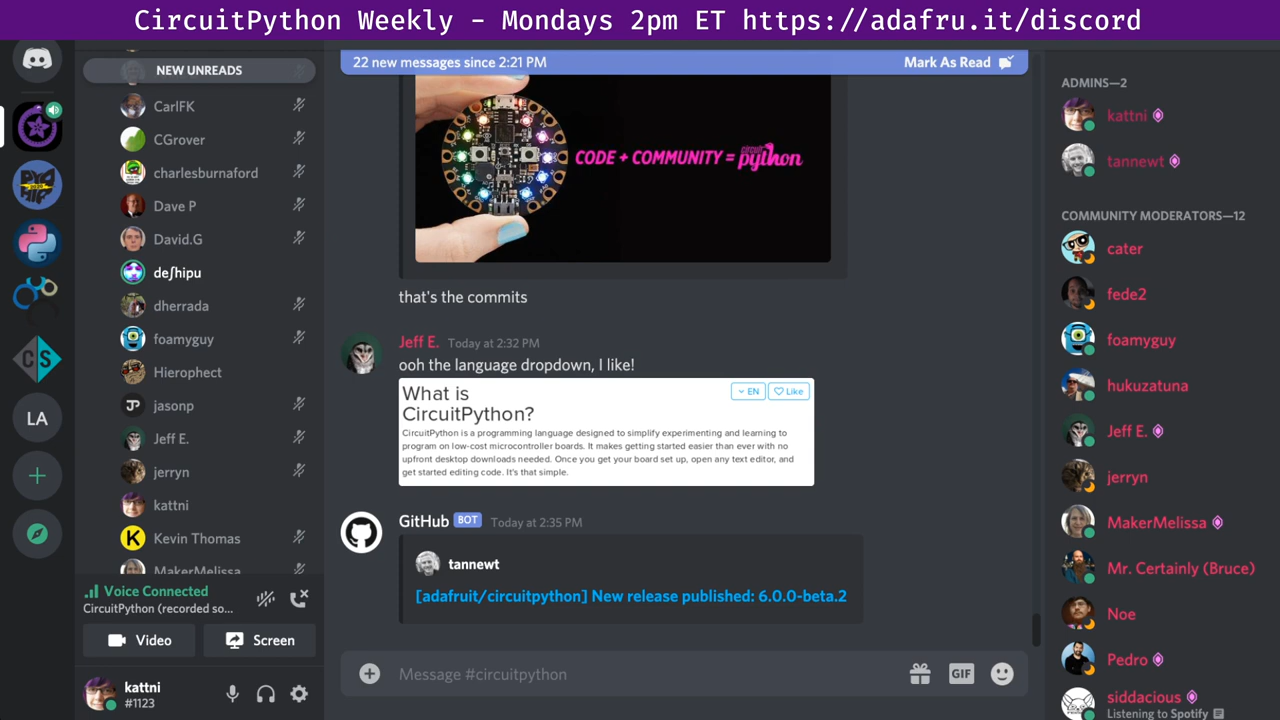 CircuitPython Weekly - Mondays 2pm ET https://adafru.it/discord
NEW UNREADS
CarlFK
CGrover
charlesburnaford
Dave P
David.G
deʃhipu
dherrada
foamyguy
Hierophect
JP
jasonp
Jeff E.
jerryn
kattni
Kevin Thomas
MakerMelissa
CS
LA
Voice Connected
CircuitPython (recorded so...
Video
Screen
kattni
#1123
22 new messages since 2:21 PM
Mark As Read
CODE + COMMUNITY = circuit python
that's the commits
Jeff E. Today at 2:32 PM
ooh the language dropdown, I like!
What is
CircuitPython?
EN
Like
CircuitPython is a programming language designed to simplify experimenting and learning to
program on low-cost microcontroller boards. It makes getting started easier than ever with no
upfront desktop downloads needed. Once you get your board set up, open any text editor, and
get started editing code. It's that simple.
GitHub BOT Today at 2:35 PM
tannewt
[adafruit/circuitpython] New release published: 6.0.0-beta.2
Message #circuitpython
GIF
ADMINS—2
kattni
tannewt
COMMUNITY MODERATORS—12
cater
fede2
foamyguy
hukuzatuna
Jeff E.
jerryn
MakerMelissa
Mr. Certainly (Bruce)
Noe
Pedro
siddacious
Listening to Spotify